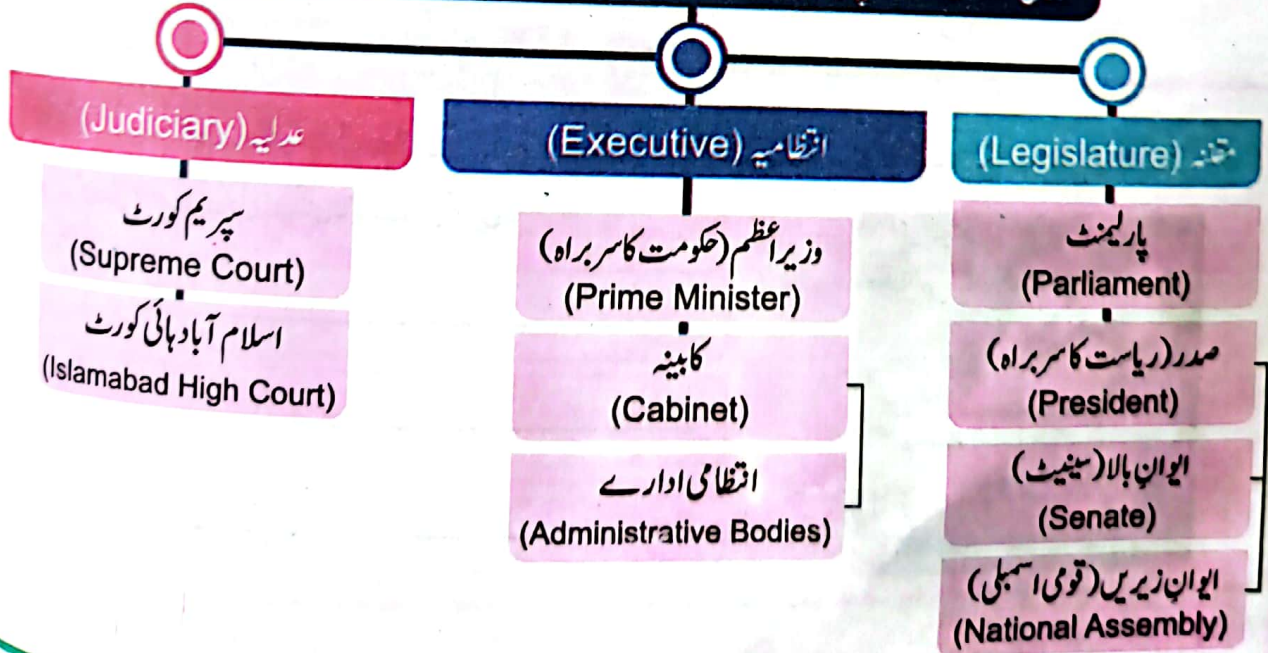 مقننہ (Legislature)
پارلیمنٹ
(Parliament)
صدر (ریاست کا سربراہ)
(President)
ایوانِ بالا (سینیٹ)
(Senate)
ایوانِ زیریں (قومی اسمبلی)
(National Assembly)
انتظامیہ (Executive)
وزیراعظم (حکومت کا سربراہ)
(Prime Minister)
کابینہ
(Cabinet)
انتظامی ادارے
(Administrative Bodies)
عدلیہ (Judiciary)
سپریم کورٹ
(Supreme Court)
اسلام آباد ہائی کورٹ
(Islamabad High Court)